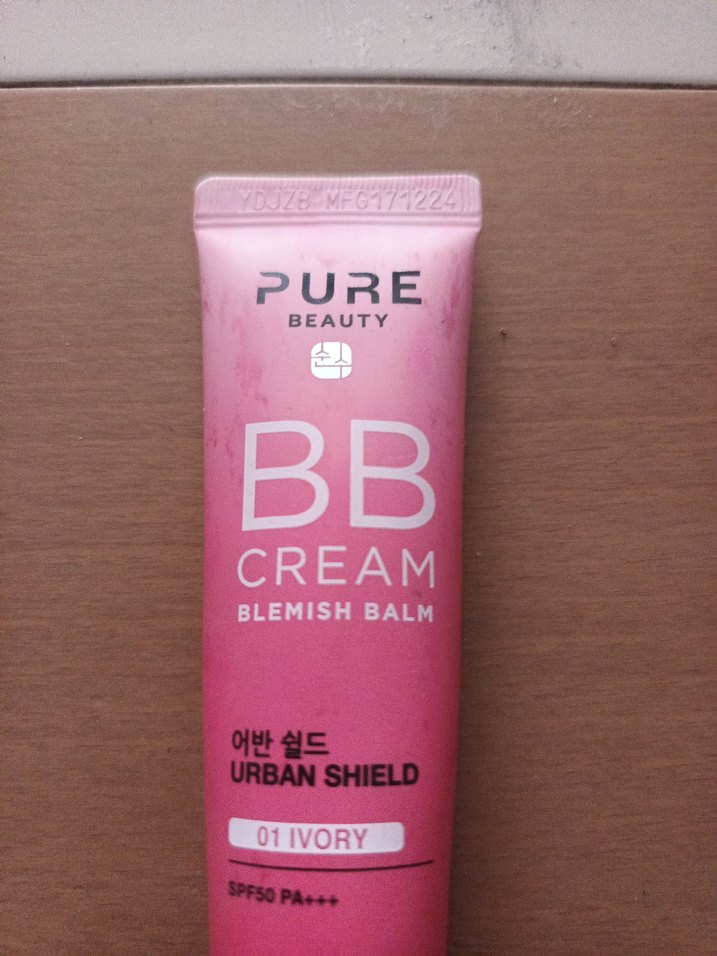 YDUZB MFG171224
PURE
BEAUTY
순수
BB
CREAM
BLEMISH BALM
어반 쉴드
URBAN SHIELD
01 IVORY
SPF50 PA+++